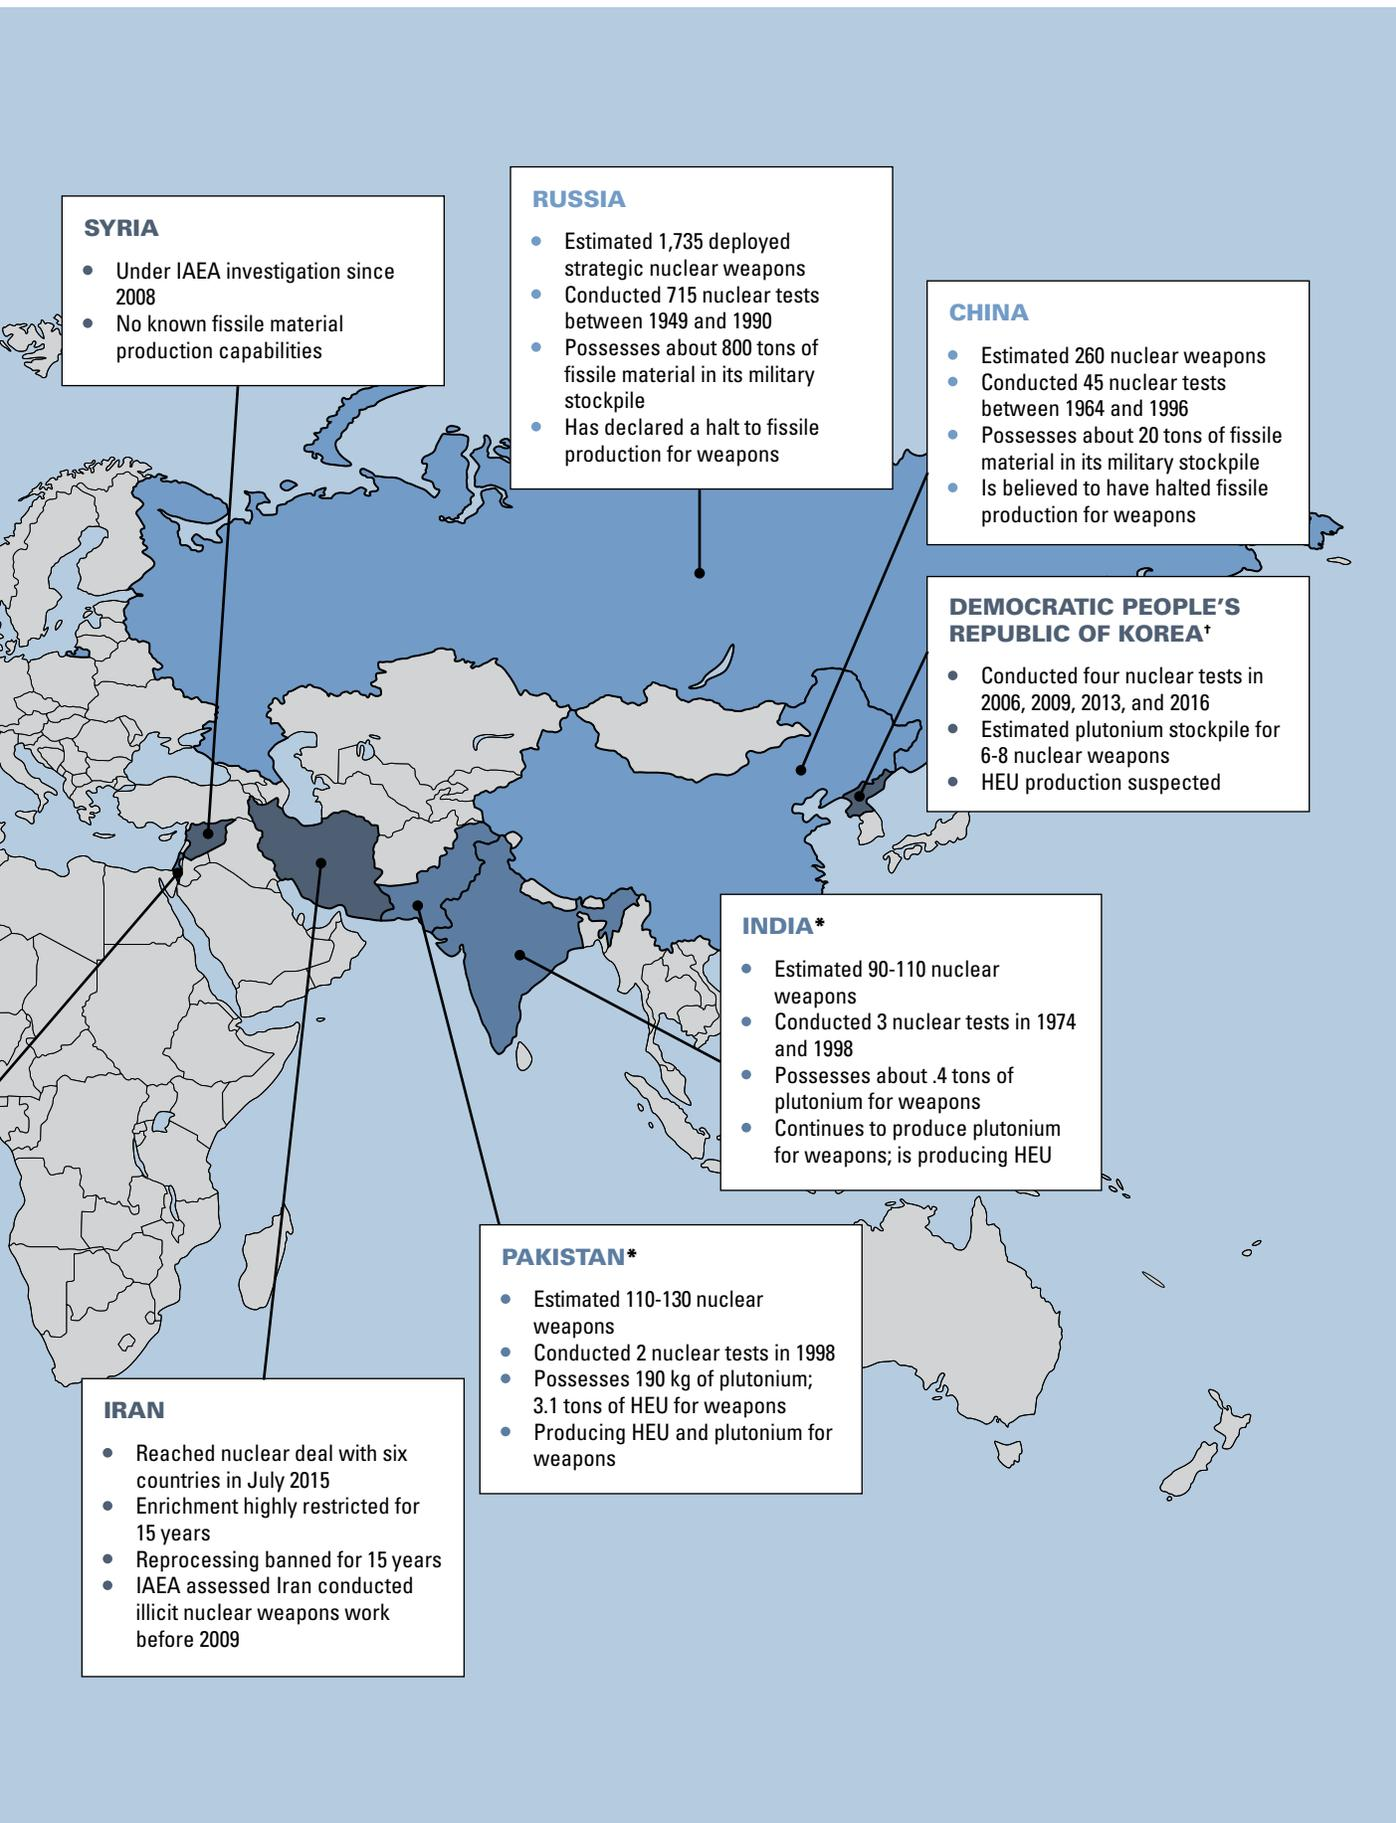 SYRIA
Under IAEA investigation since
2008
No known fissile material
production capabilities
RUSSIA
Estimated 1,735 deployed
strategic nuclear weapons
Conducted 715 nuclear tests
between 1949 and 1990
Possesses about 800 tons of
fissile material in its military
stockpile
Has declared a halt to fissile
production for weapons
CHINA
Estimated 260 nuclear weapons
Conducted 45 nuclear tests
between 1964 and 1996
Possesses about 20 tons of fissile
material in its military stockpile
Is believed to have halted fissile
production for weapons
DEMOCRATIC PEOPLE'S
REPUBLIC OF KOREA†
Conducted four nuclear tests in
2006, 2009, 2013, and 2016
Estimated plutonium stockpile for
6-8 nuclear weapons
HEU production suspected
INDIA*
Estimated 90-110 nuclear
weapons
Conducted 3 nuclear tests in 1974
and 1998
Possesses about .4 tons of
plutonium for weapons
Continues to produce plutonium
for weapons; is producing HEU
PAKISTAN*
Estimated 110-130 nuclear
weapons
Conducted 2 nuclear tests in 1998
Possesses 190 kg of plutonium;
3.1 tons of HEU for weapons
Producing HEU and plutonium for
weapons
IRAN
Reached nuclear deal with six
countries in July 2015
Enrichment highly restricted for
15 years
Reprocessing banned for 15 years
IAEA assessed Iran conducted
illicit nuclear weapons work
before 2009